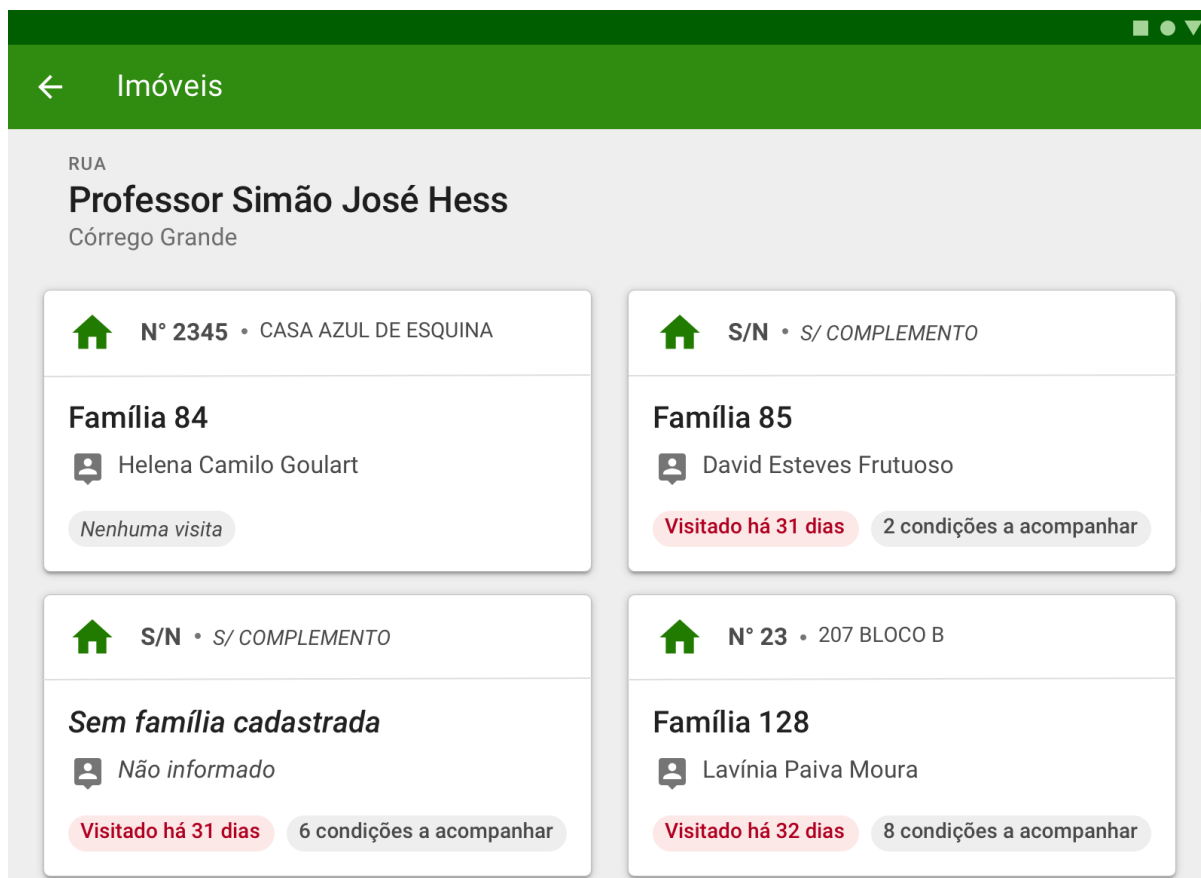 Imóveis
RUA
Professor Simão José Hess
Córrego Grande
N° 2345 • CASA AZUL DE ESQUINA
Família 84
Helena Camilo Goulart
Nenhuma visita
S/N • S/ COMPLEMENTO
Família 85
David Esteves Frutuoso
Visitado há 31 dias 2 condições a acompanhar
S/N • S/ COMPLEMENTO
Sem família cadastrada
Não informado
Visitado há 31 dias 6 condições a acompanhar
N° 23 • 207 BLOCO B
Família 128
Lavínia Paiva Moura
Visitado há 32 dias 8 condições a acompanhar